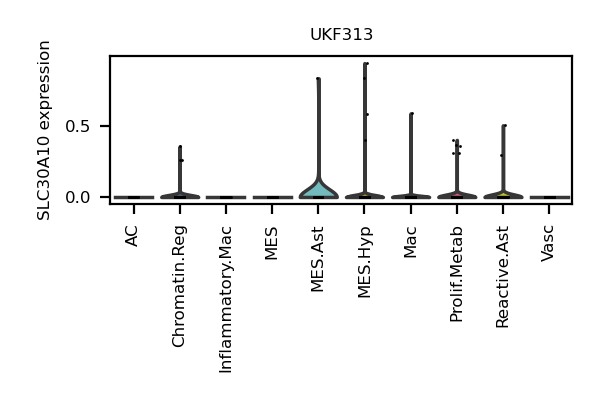 UKF313
SLC30A10 expression
0.5
0.0
AC
Chromatin.Reg
Inflammatory.Mac
MES
MES.Ast
MES.Hyp
Mac
Prolif.Metab
Reactive.Ast
Vasc